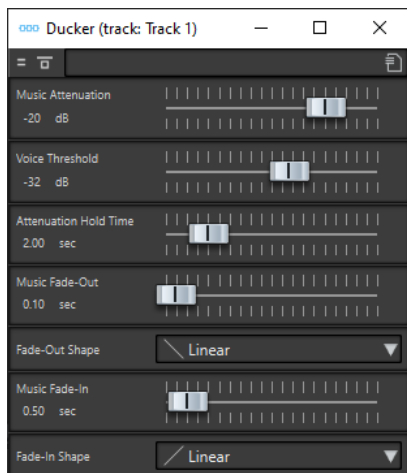 Ducker (track: Track 1)
Music Attenuation
-20 dB
Voice Threshold
-32 dB
Attenuation Hold Time
2.00 sec
Music Fade-Out
0.10 sec
Fade-Out Shape
Linear
Music Fade-In
0.50 sec
Fade-In Shape
Linear